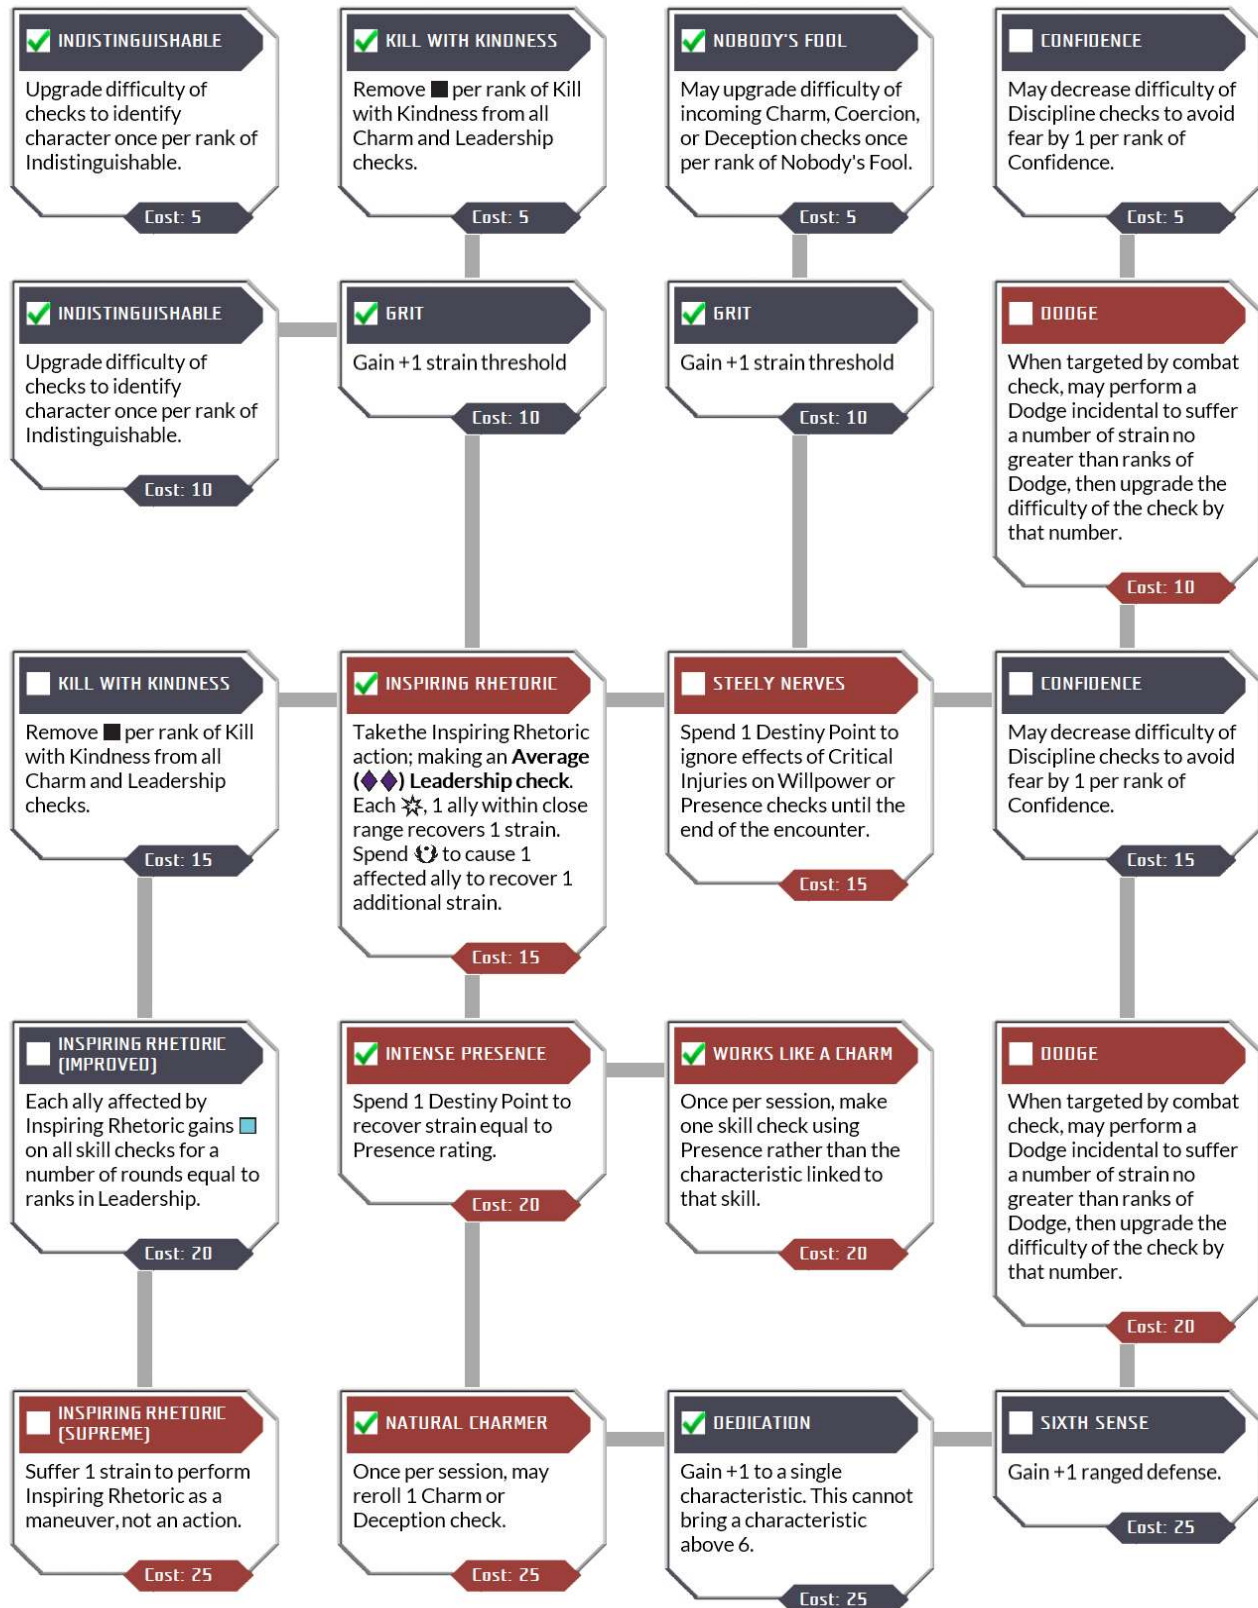 INDISTINGUISHABLE
Upgrade difficulty of
checks to identify
character once per rank of
Indistinguishable.
Cost: 5
KILL WITH KINDNESS
Remove ■ per rank of Kill
with Kindness from all
Charm and Leadership
checks.
Cost: 5
NOBODY'S FOOL
May upgrade difficulty of
incoming Charm, Coercion,
or Deception checks once
per rank of Nobody's Fool.
Cost: 5
CONFIDENCE
May decrease difficulty of
Discipline checks to avoid
fear by 1 per rank of
Confidence.
Cost: 5
INDISTINGUISHABLE
Upgrade difficulty of
checks to identify
character once per rank of
Indistinguishable.
Cost: 10
GRIT
Gain +1 strain threshold
Cost: 10
GRIT
Gain +1 strain threshold
Cost: 10
DODGE
When targeted by combat
check, may perform a
Dodge incidental to suffer
a number of strain no
greater than ranks of
Dodge, then upgrade the
difficulty of the check by
that number.
Cost: 10
KILL WITH KINDNESS
Remove ■ per rank of Kill
with Kindness from all
Charm and Leadership
checks.
Cost: 15
INSPIRING RHETORIC
Takethe Inspiring Rhetoric
action; making an Average
(◆◆) Leadership check.
Each , 1 ally within close
range recovers 1 strain.
Spend to cause 1
affected ally to recover 1
additional strain.
Cost: 15
STEELY NERVES
Spend 1 Destiny Point to
ignore effects of Critical
Injuries on Willpower or
Presence checks until the
end of the encounter.
Cost: 15
CONFIDENCE
May decrease difficulty of
Discipline checks to avoid
fear by 1 per rank of
Confidence.
Cost: 15
INSPIRING RHETORIC
(IMPROVED)
Each ally affected by
Inspiring Rhetoric gains ■
on all skill checks for a
number of rounds equal to
ranks in Leadership.
Cost: 20
INTENSE PRESENCE
Spend 1 Destiny Point to
recover strain equal to
Presence rating.
Cost: 20
WORKS LIKE A CHARM
Once per session, make
one skill check using
Presence rather than the
characteristic linked to
that skill.
Cost: 20
DODGE
When targeted by combat
check, may perform a
Dodge incidental to suffer
a number of strain no
greater than ranks of
Dodge, then upgrade the
difficulty of the check by
that number.
Cost: 20
INSPIRING RHETORIC
(SUPREME)
Suffer 1 strain to perform
Inspiring Rhetoric as a
maneuver, not an action.
Cost: 25
NATURAL CHARMER
Once per session, may
reroll 1 Charm or
Deception check.
Cost: 25
DEDICATION
Gain +1 to a single
characteristic. This cannot
bring a characteristic
above 6.
Cost: 25
SIXTH SENSE
Gain +1 ranged defense.
Cost: 25